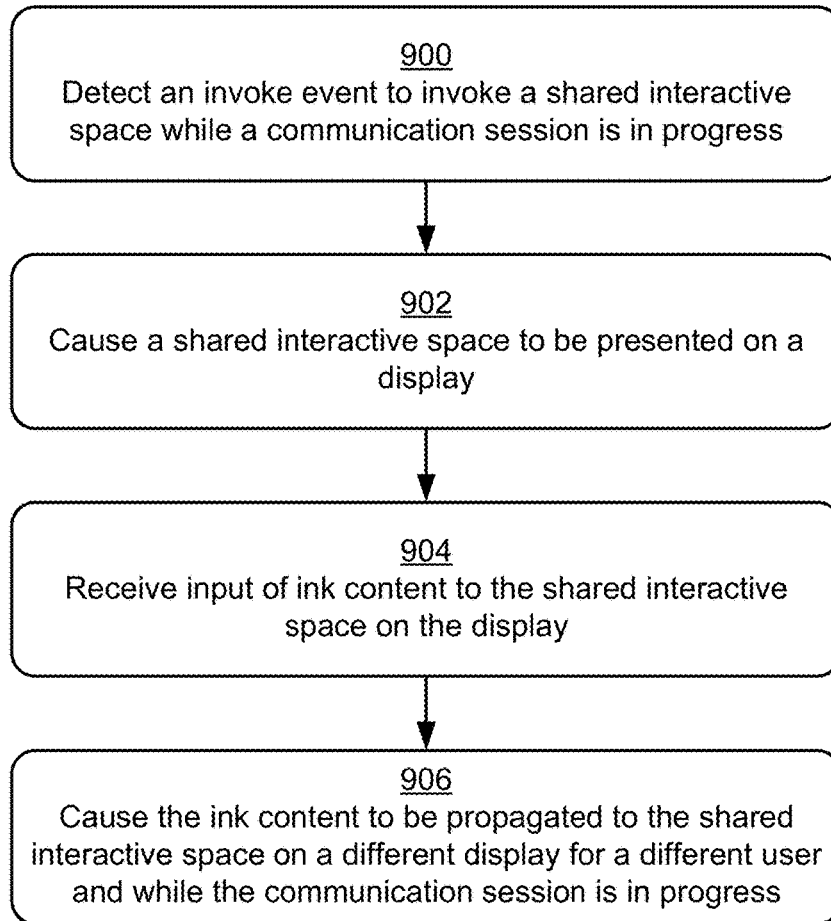 900
Detect an invoke event to invoke a shared interactive
space while a communication session is in progress
902
Cause a shared interactive space to be presented on a
display
904
Receive input of ink content to the shared interactive
space on the display
906
Cause the ink content to be propagated to the shared
interactive space on a different display for a different user
and while the communication session is in progress